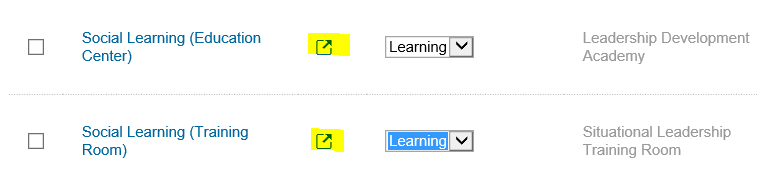 Social Learning (Education
Center)
Learning
Leadership Development
Academy
Social Learning (Training
Room)
Learning
Situational Leadership
Training Room